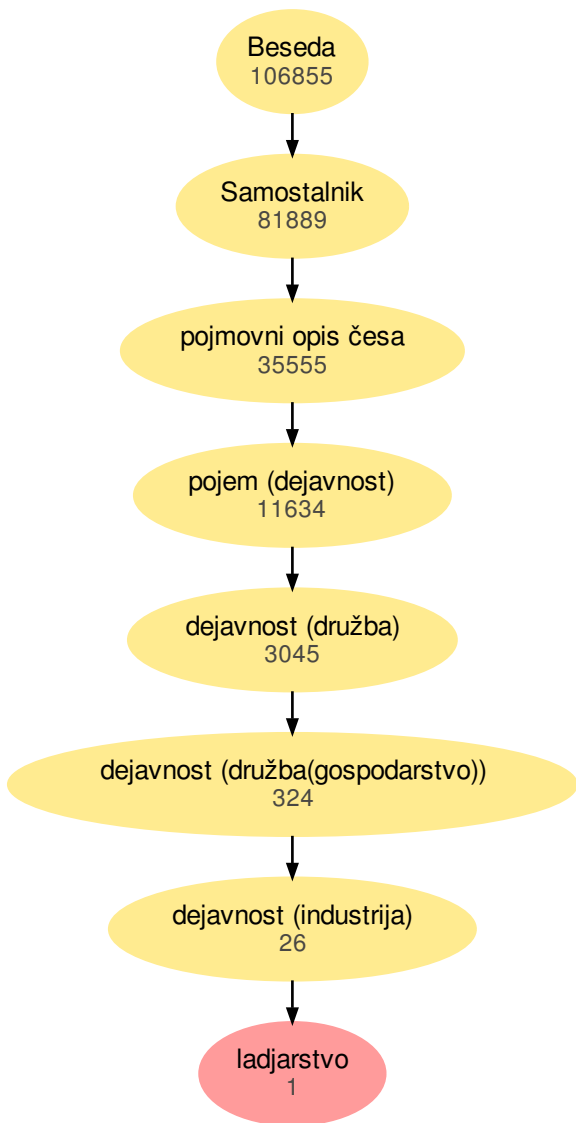 Beseda
106855
Samostalnik
81889
pojmovni opis česa
35555
pojem (dejavnost)
11634
dejavnost (družba)
3045
dejavnost (družba(gospodarstvo))
324
dejavnost (industrija)
26
ladjarstvo
1